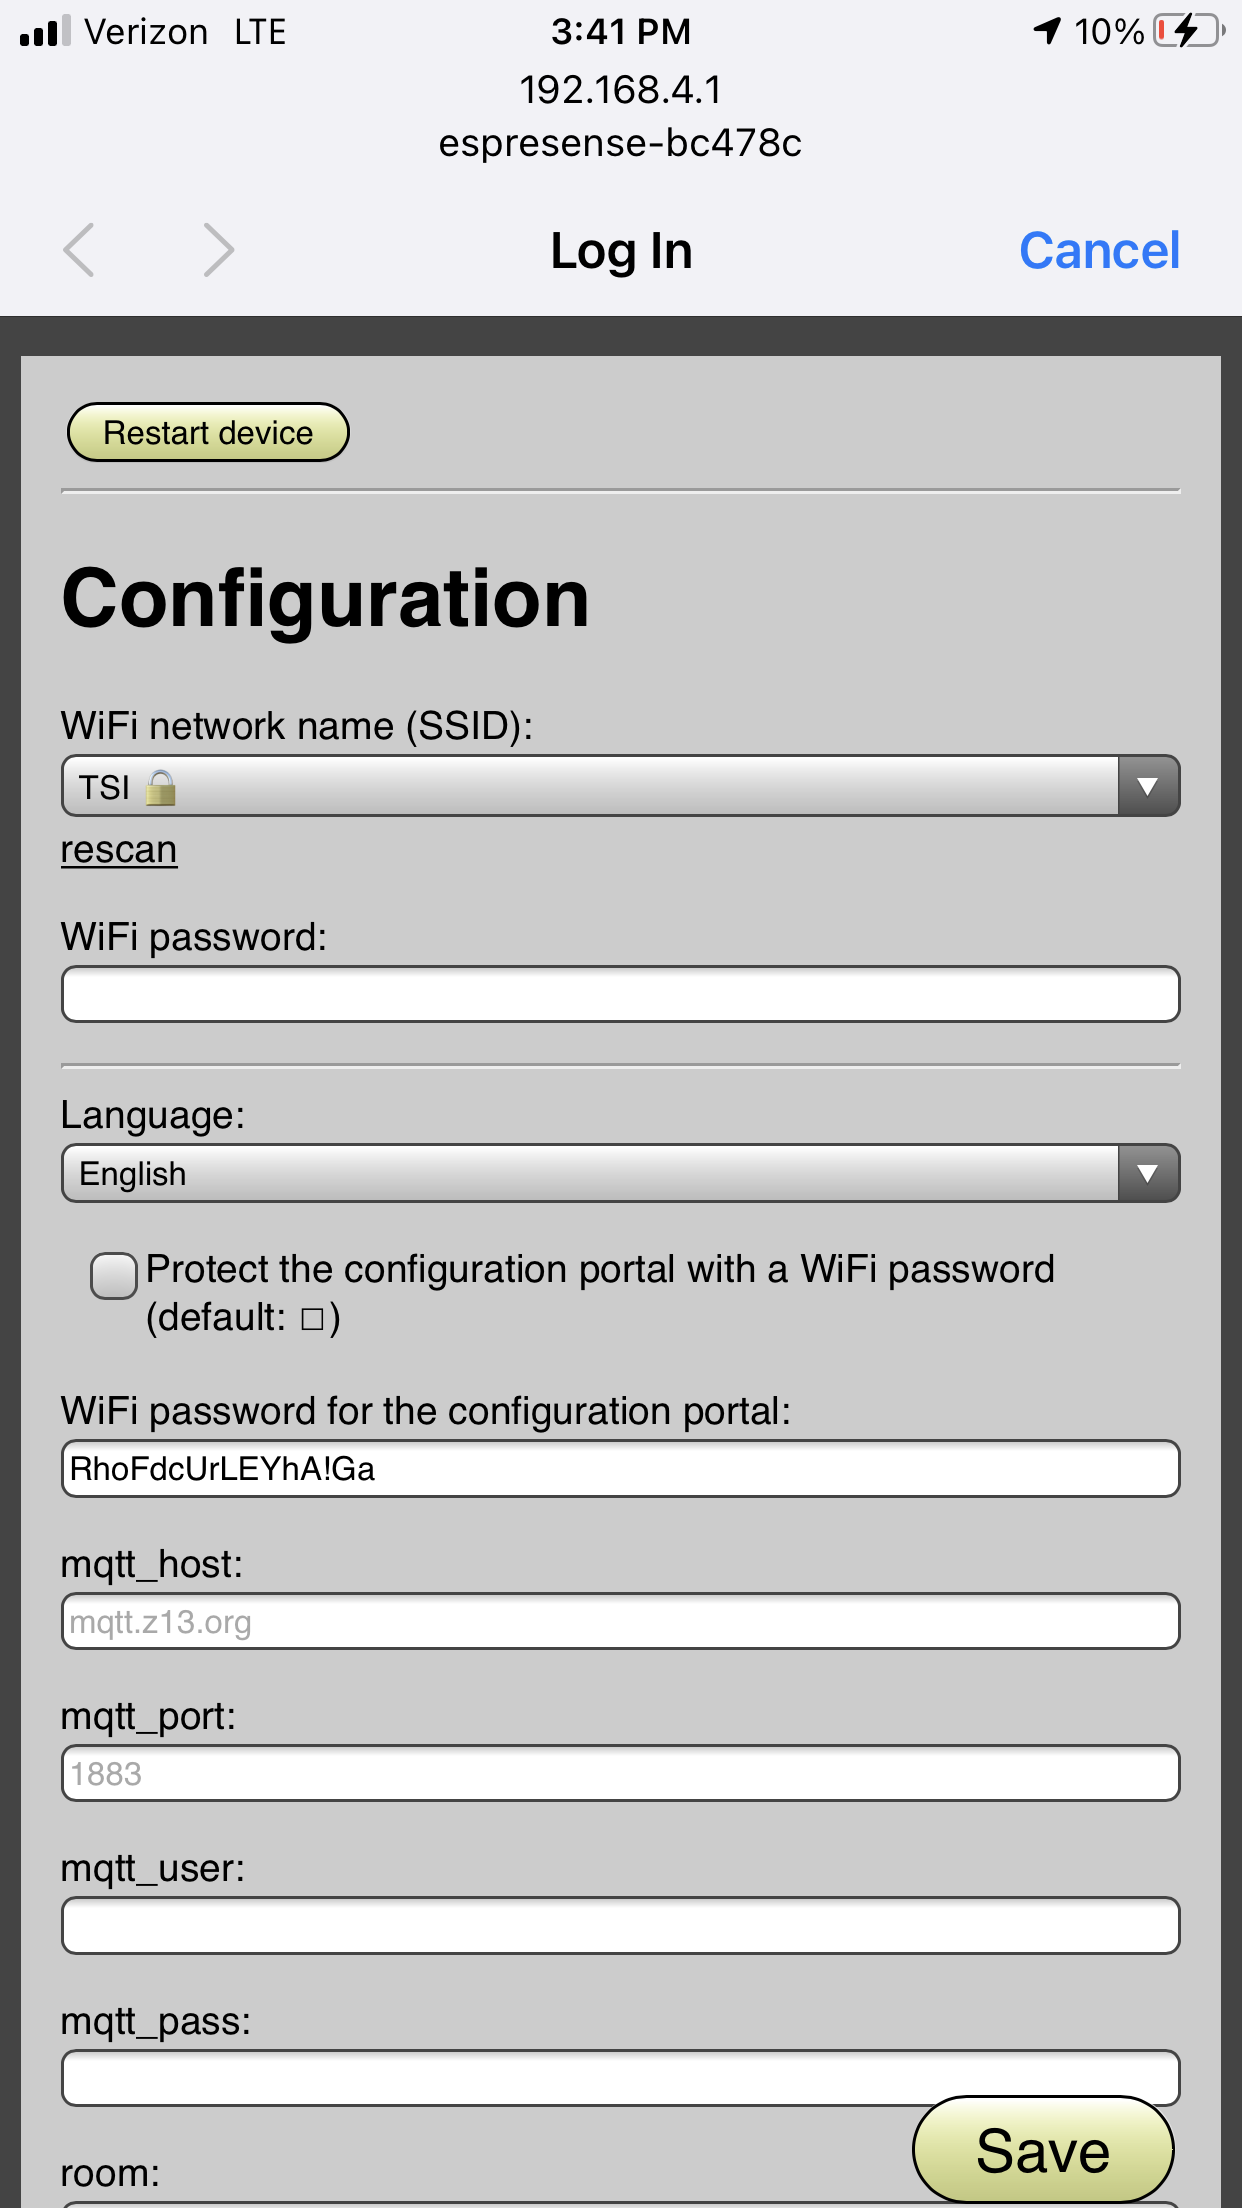 Verizon LTE 3:41 PM 10%
192.168.4.1
espresense-bc478c
Log In Cancel
Restart device
Configuration
WiFi network name (SSID):
TSI 🔒
rescan
WiFi password:
Language:
English
Protect the configuration portal with a WiFi password
(default: ☐)
WiFi password for the configuration portal:
RhoFdcUrLEYhA!Ga
mqtt_host:
mqtt.z13.org
mqtt_port:
1883
mqtt_user:
mqtt_pass:
Save
room: